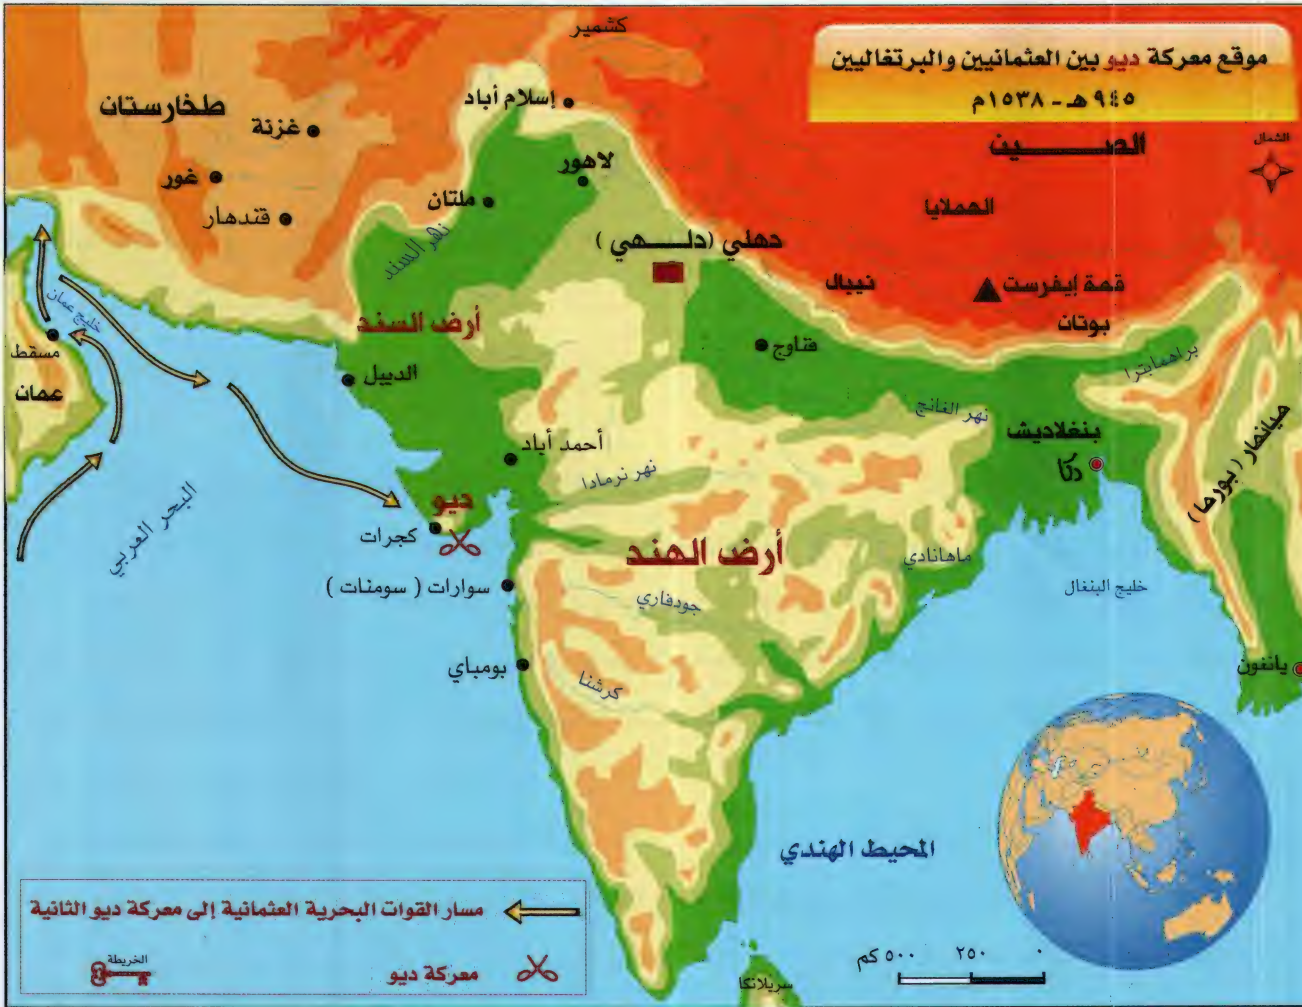 موقع معركة ديو بين العثمانيين والبرتغاليين
٩٤٥ هـ - ١٥٣٨م
كشمير
إسلام أباد
طخارستان
غزنة
غور
قندهار
لاهور
ملتان
نهر السند
الصين
الشمال
الهملايا
دهلي (دلهي)
نيبال
قمة إيفرست
بوتان
براهمابترا
أرض السند
قناوج
خليج عمان
مسقط
عمان
الديبل
نهر الغانج
بنغلاديش
دكا
ميانمار (بورما)
أحمد أباد
نهر نرمادا
البحر العربي
ديو
كجرات
أرض الهند
ماهانادي
خليج البنغال
سوارات (سومنات)
جودفاري
بومباي
كرشنا
يانغون
المحيط الهندي
مسار القوات البحرية العثمانية إلى معركة ديو الثانية
معركة ديو
الخريطة
٠ ٢٥٠ ٥٠٠ كم
سريلانكا